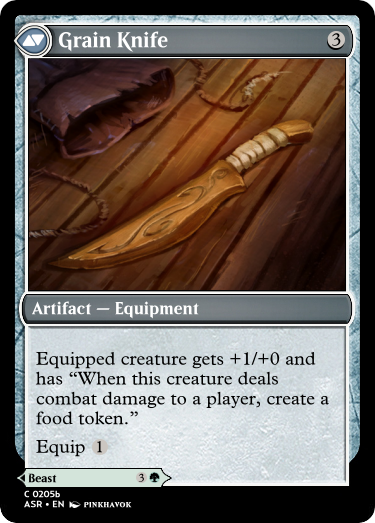 Grain Knife 3
Artifact — Equipment
Equipped creature gets +1/+0 and
has “When this creature deals
combat damage to a player, create a
food token.”
Equip 1
Beast 3
C 0205b
ASR • EN PINKHAVOK